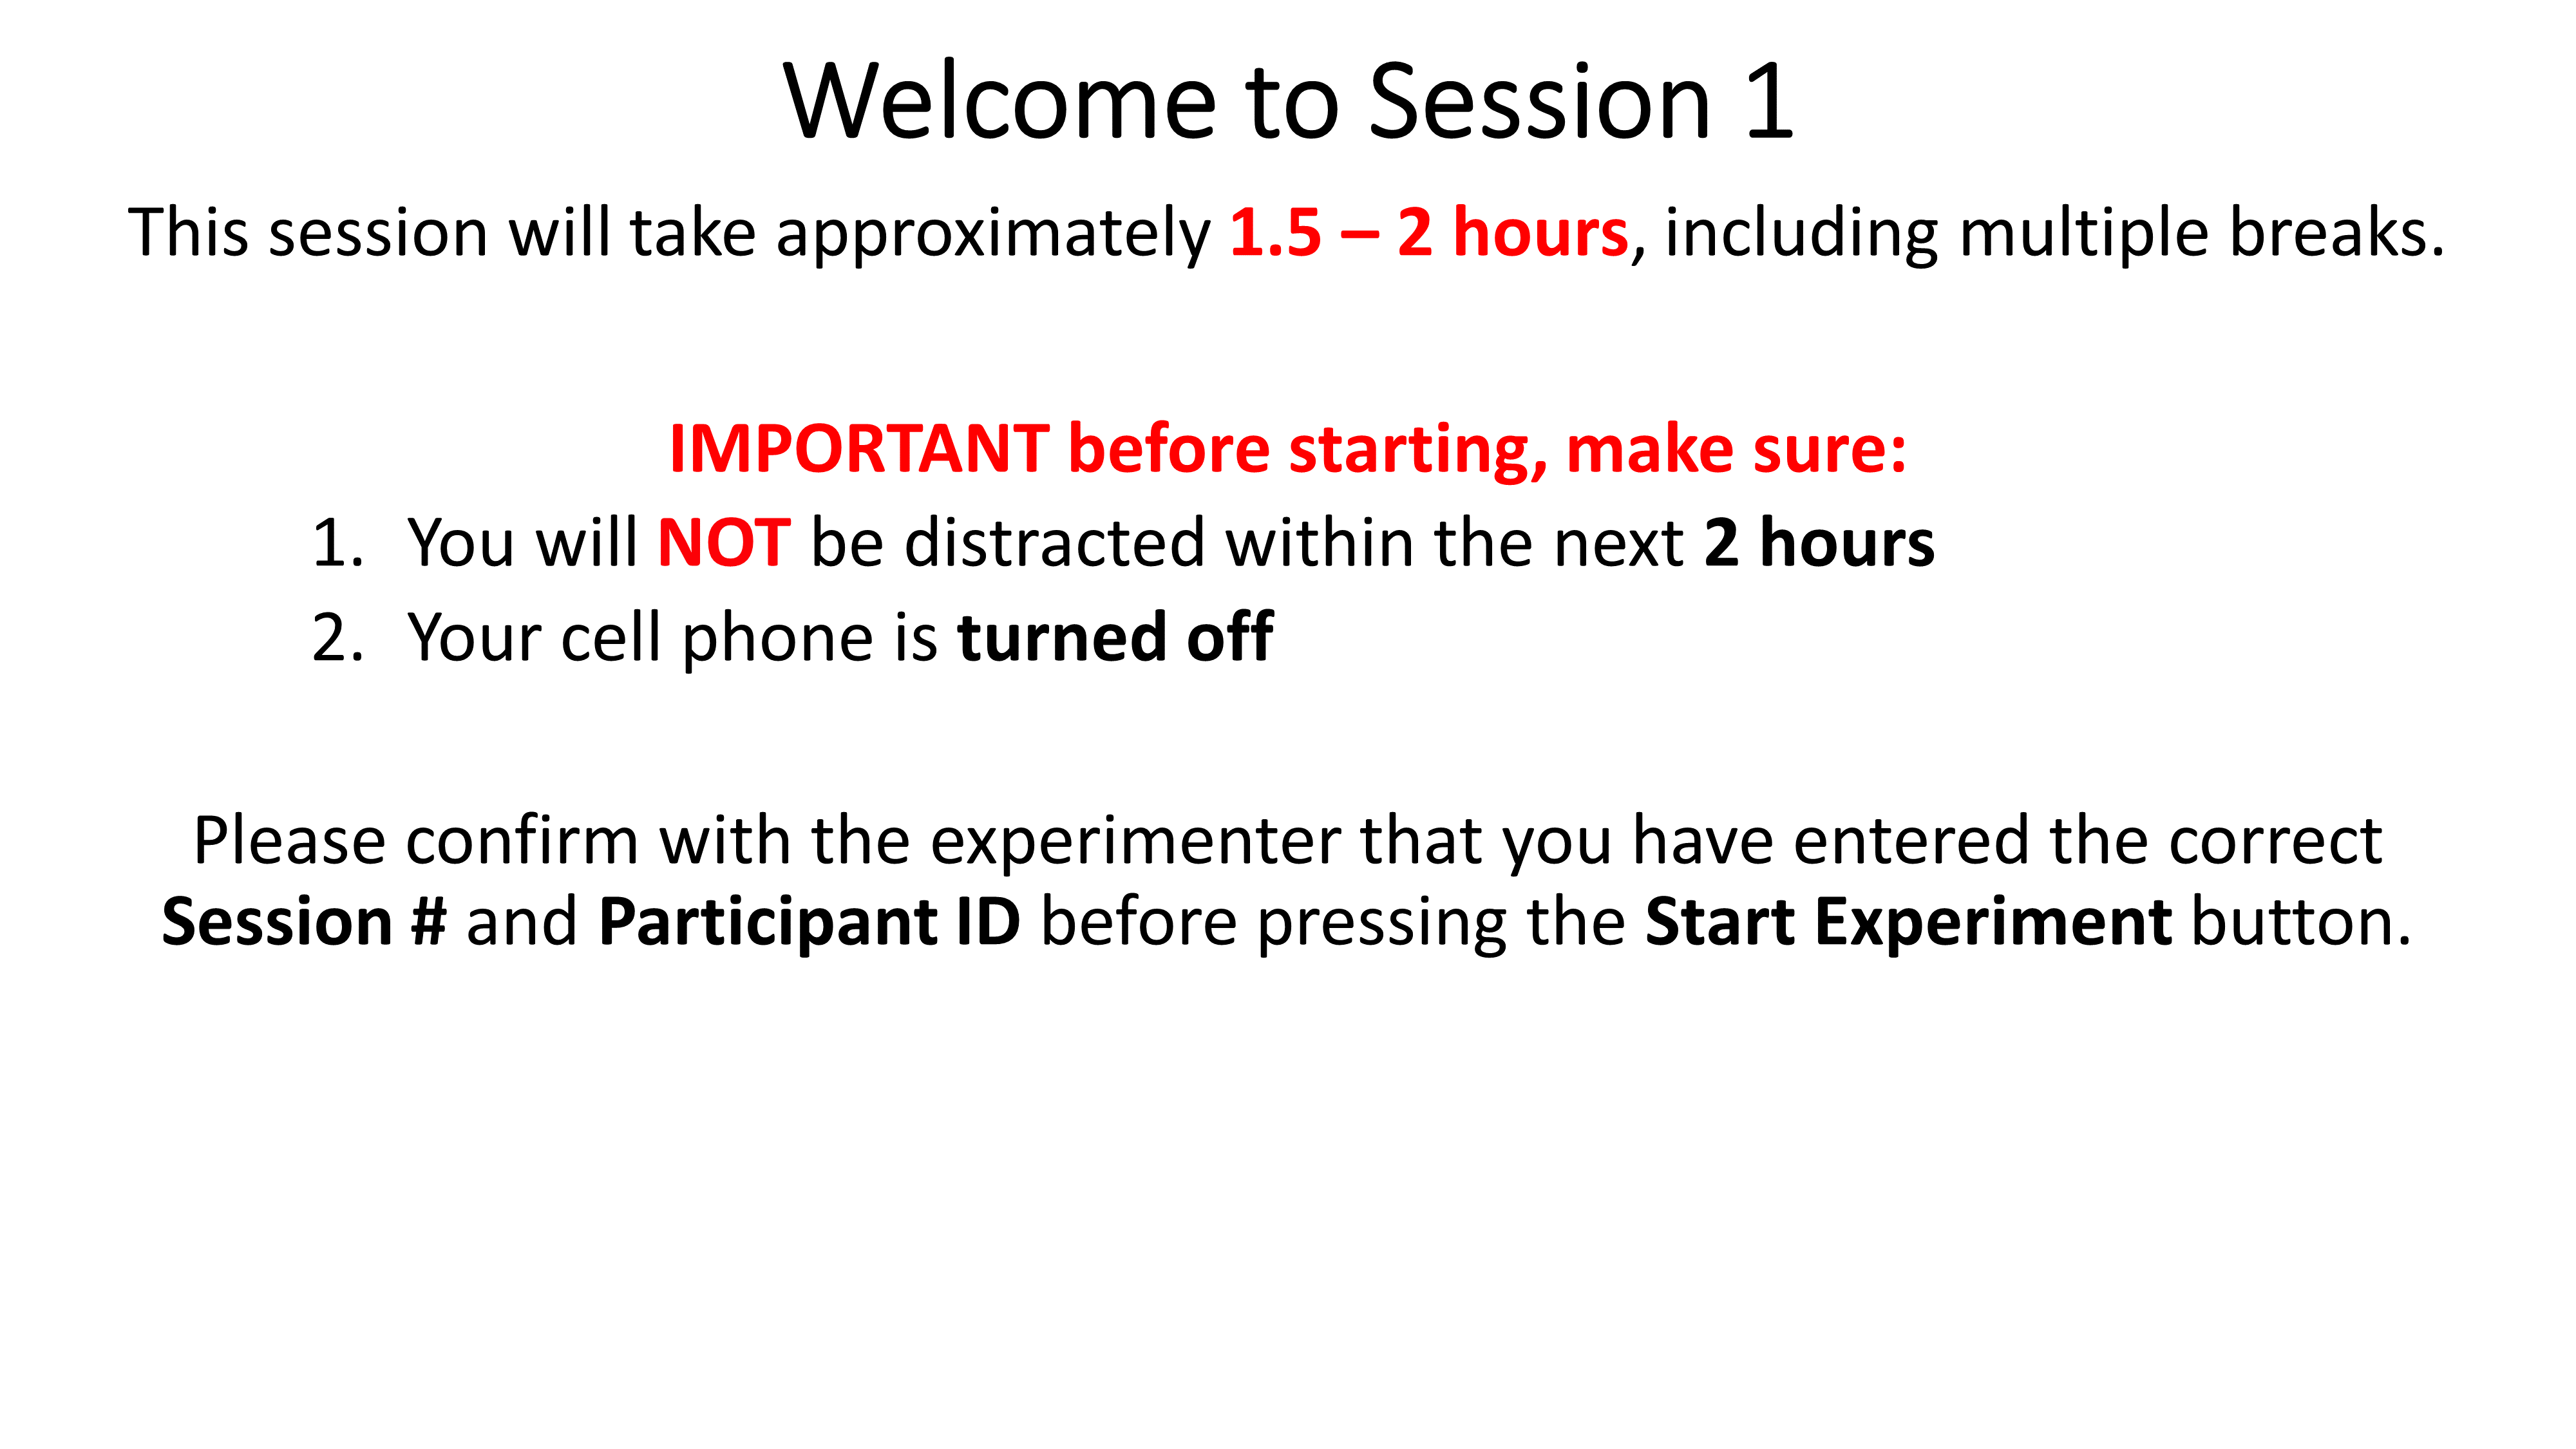 Welcome to Session 1
This session will take approximately 1.5 – 2 hours, including multiple breaks.
IMPORTANT before starting, make sure:
1. You will NOT be distracted within the next 2 hours
2. Your cell phone is turned off
Please confirm with the experimenter that you have entered the correct
Session # and Participant ID before pressing the Start Experiment button.